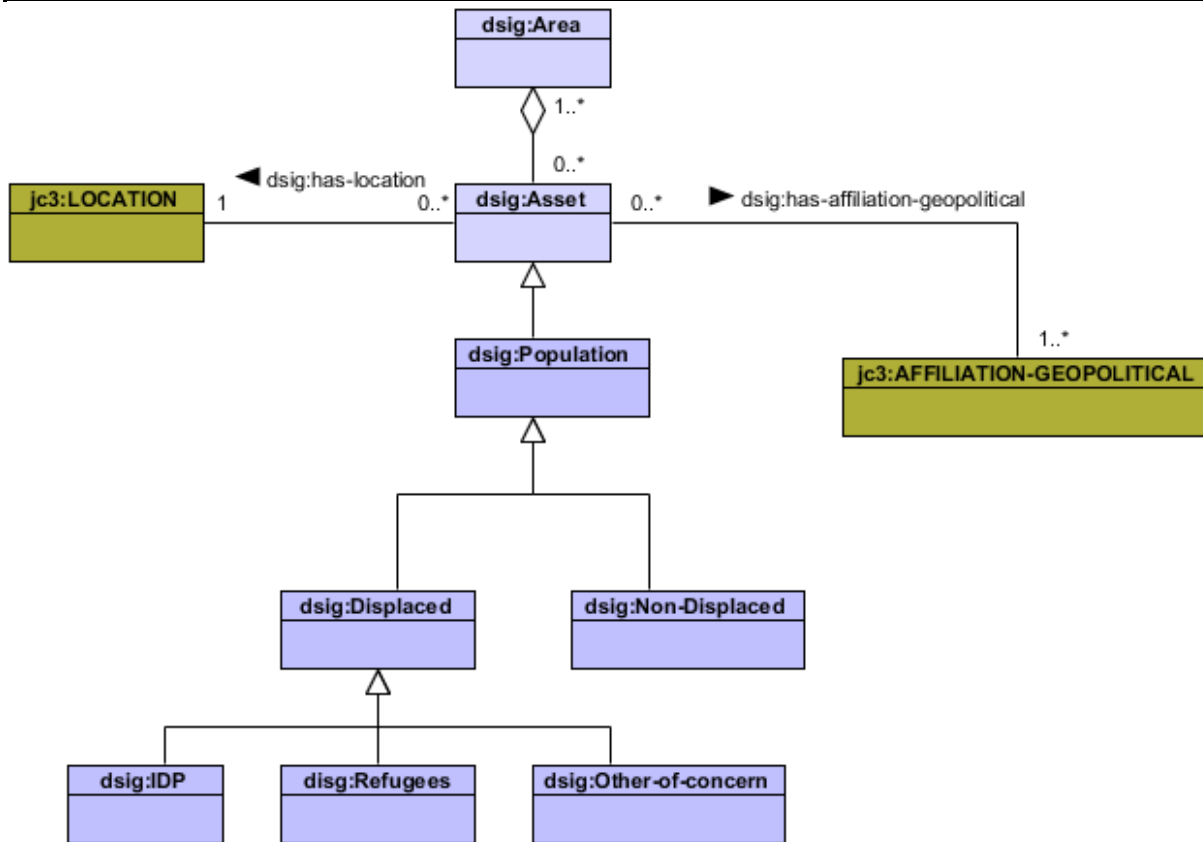 dsig:Area
1..*
0..*
◄ dsig:has-location
jc3:LOCATION
1
0..*
dsig:Asset
0..*
► dsig:has-affiliation-geopolitical
1..*
dsig:Population
jc3:AFFILIATION-GEOPOLITICAL
dsig:Displaced
dsig:Non-Displaced
dsig:IDP
disg:Refugees
dsig:Other-of-concern